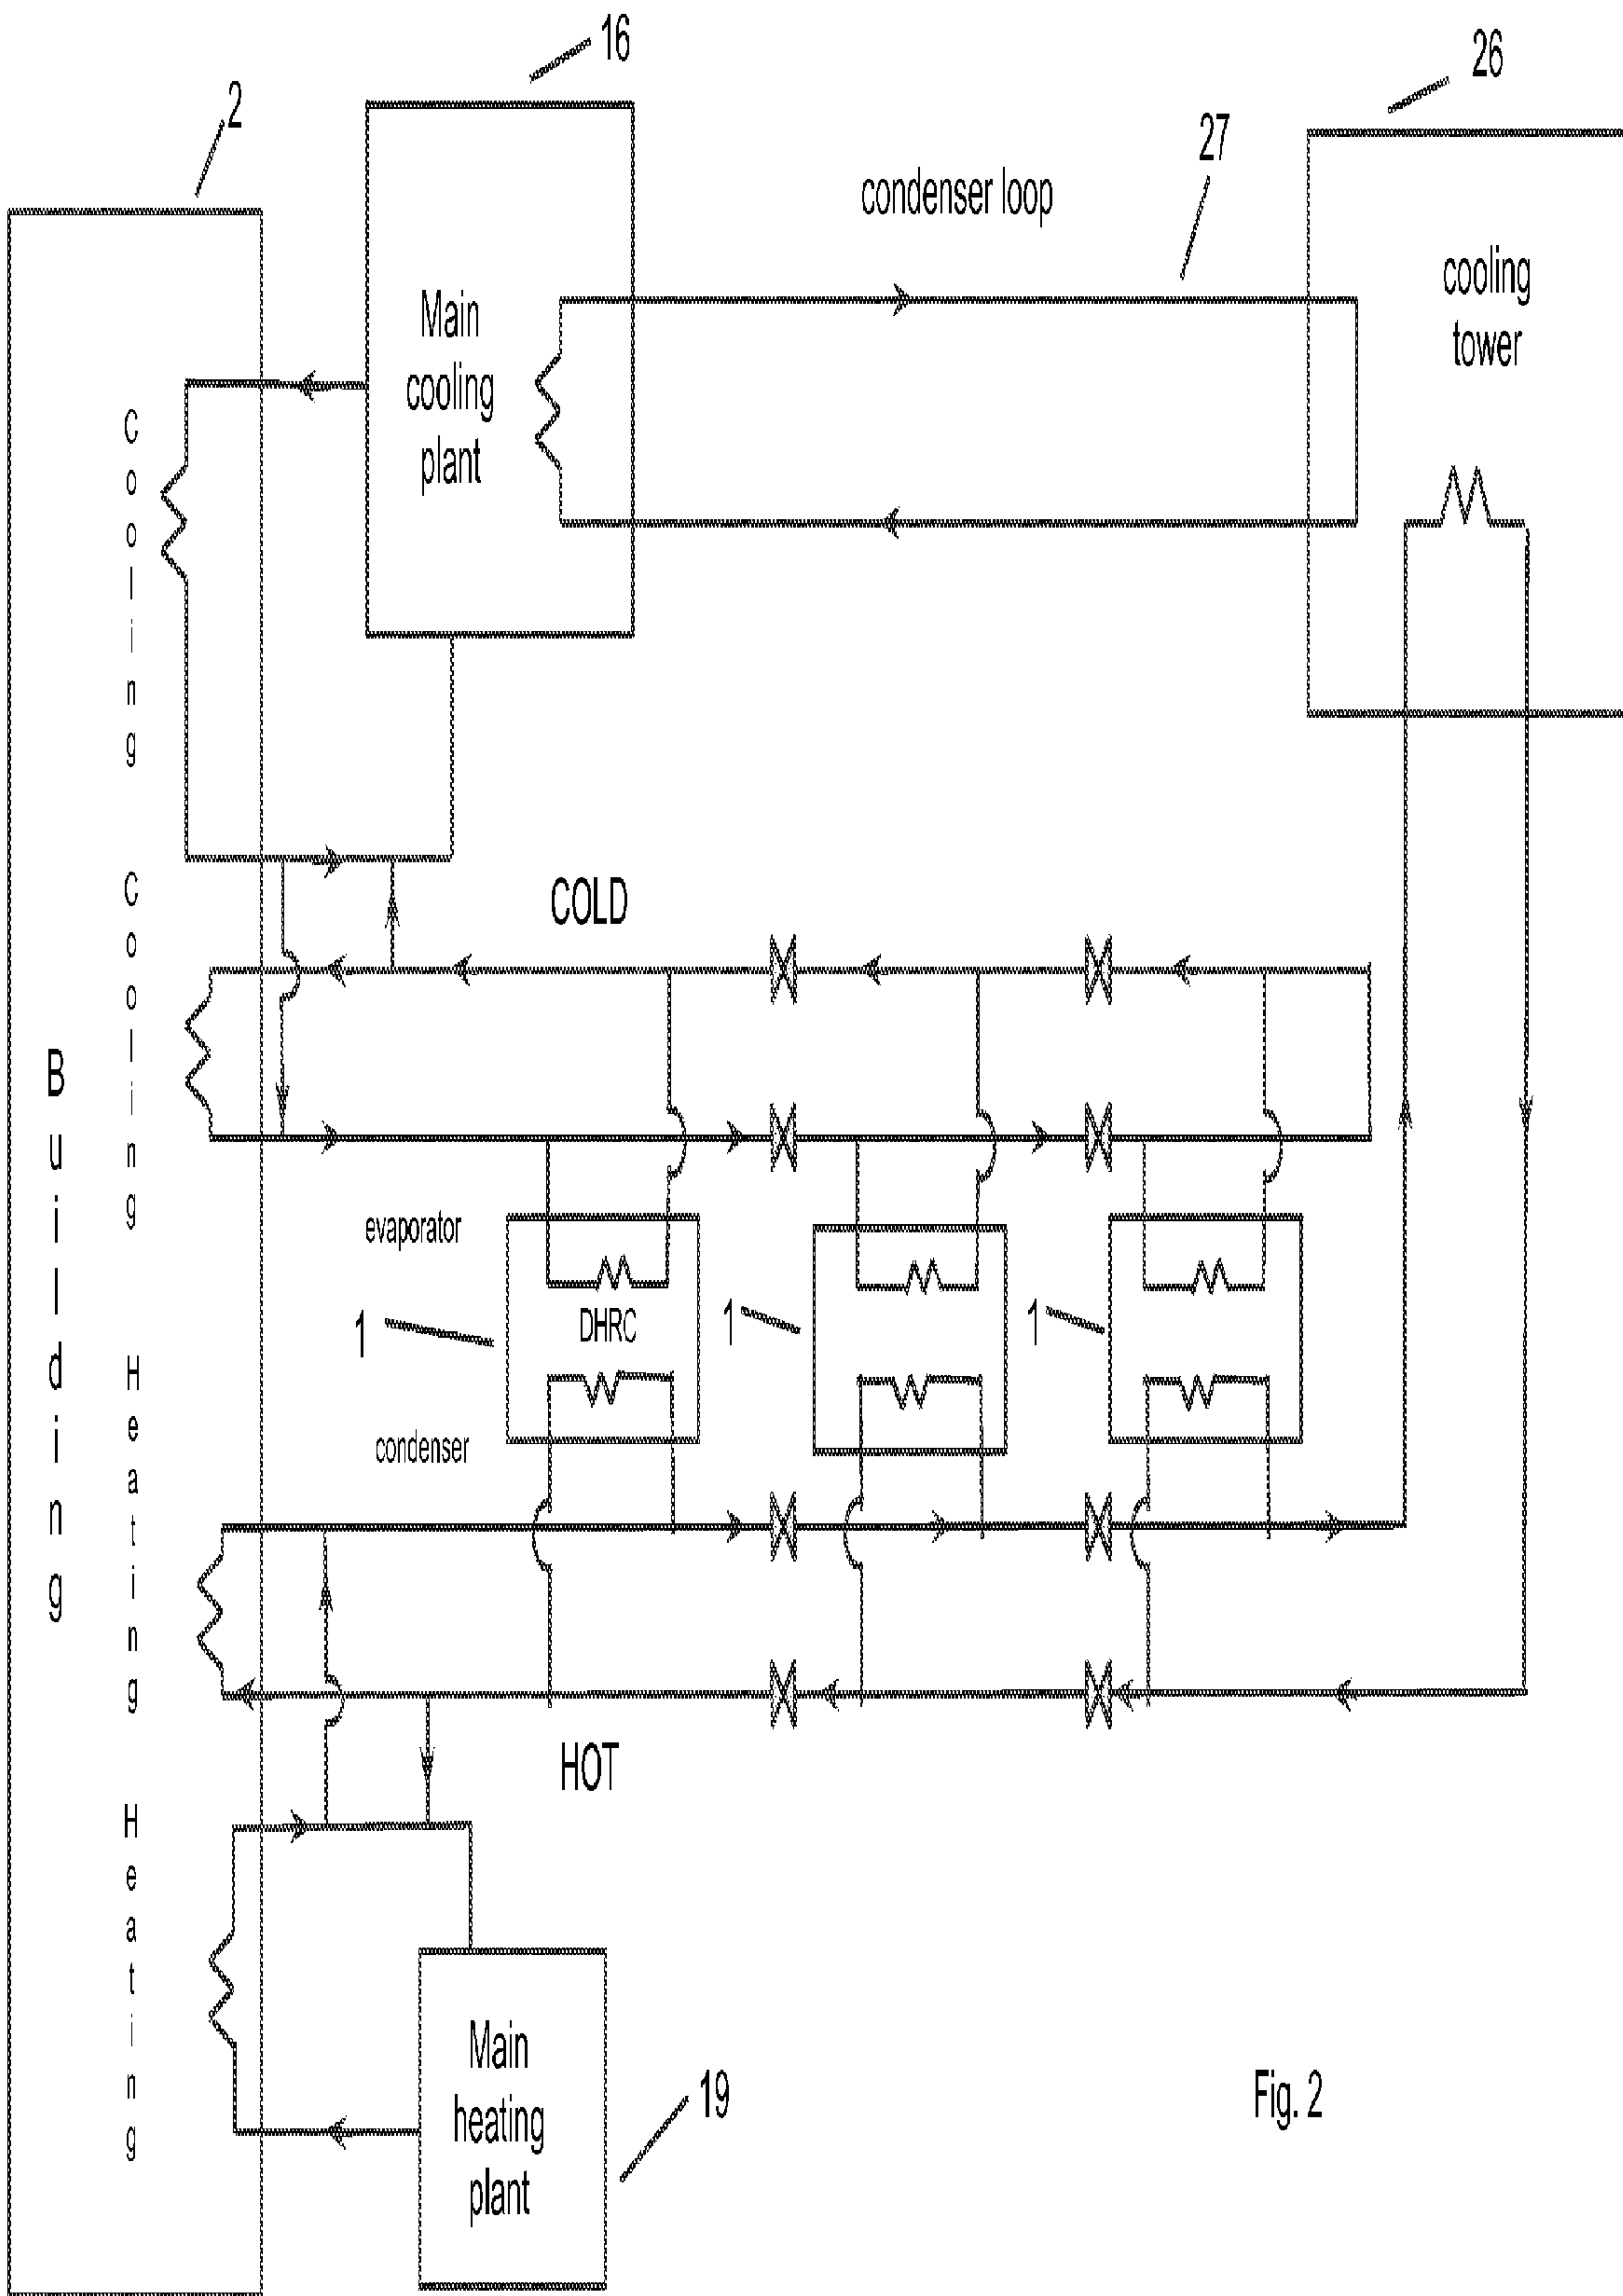 16
26
2
27
condenser loop
cooling
tower
Main
cooling
plant
Cooling
COLD
Cooling
Building
evaporator
1
DHRC
1
1
condenser
Heating
HOT
Heating
Main
heating
plant
19
Fig. 2